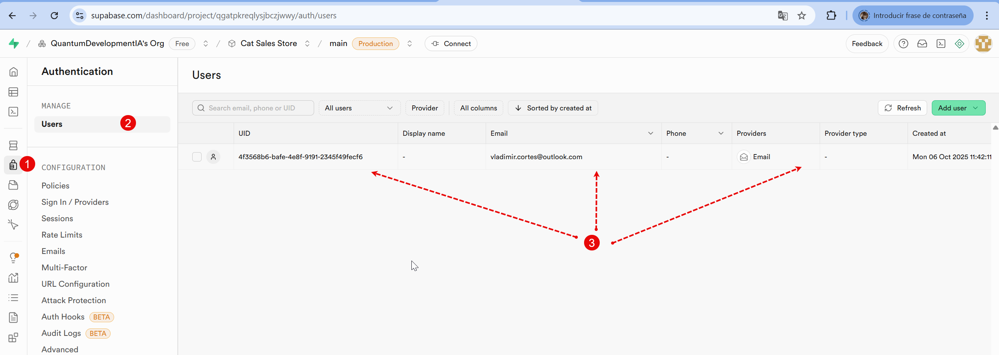 supabase.com/dashboard/project/qgatpkreqlysjbczjwwy/auth/users
Introducir frase de contraseña
/ QuantumDevelopmentIA's Org Free / Cat Sales Store / main Production Connect
Feedback
Authentication
MANAGE
Users 2
1
CONFIGURATION
Policies
Sign In / Providers
Sessions
Rate Limits
Emails
Multi-Factor
URL Configuration
Attack Protection
Auth Hooks BETA
Audit Logs BETA
Advanced
Users
Search email, phone or UID All users Provider All columns Sorted by created at Refresh Add user
UID Display name Email Phone Providers Provider type Created at
4f3568b6-bafe-4e8f-9191-2345f49fecf6 - vladimir.cortes@outlook.com - Email - Mon 06 Oct 2025 11:42:11
3